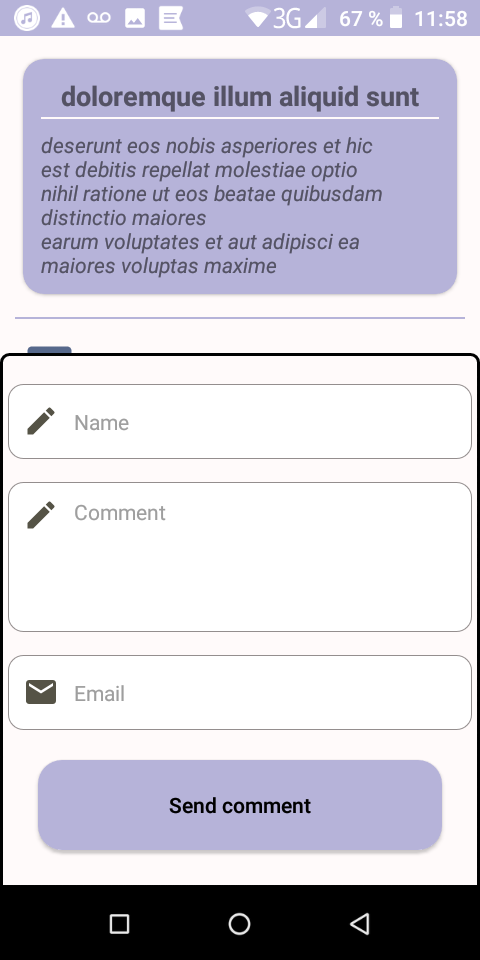 3G 67 % 11:58
doloremque illum aliquid sunt
deserunt eos nobis asperiores et hic
est debitis repellat molestiae optio
nihil ratione ut eos beatae quibusdam
distinctio maiores
earum voluptates et aut adipisci ea
maiores voluptas maxime
Name
Comment
Email
Send comment